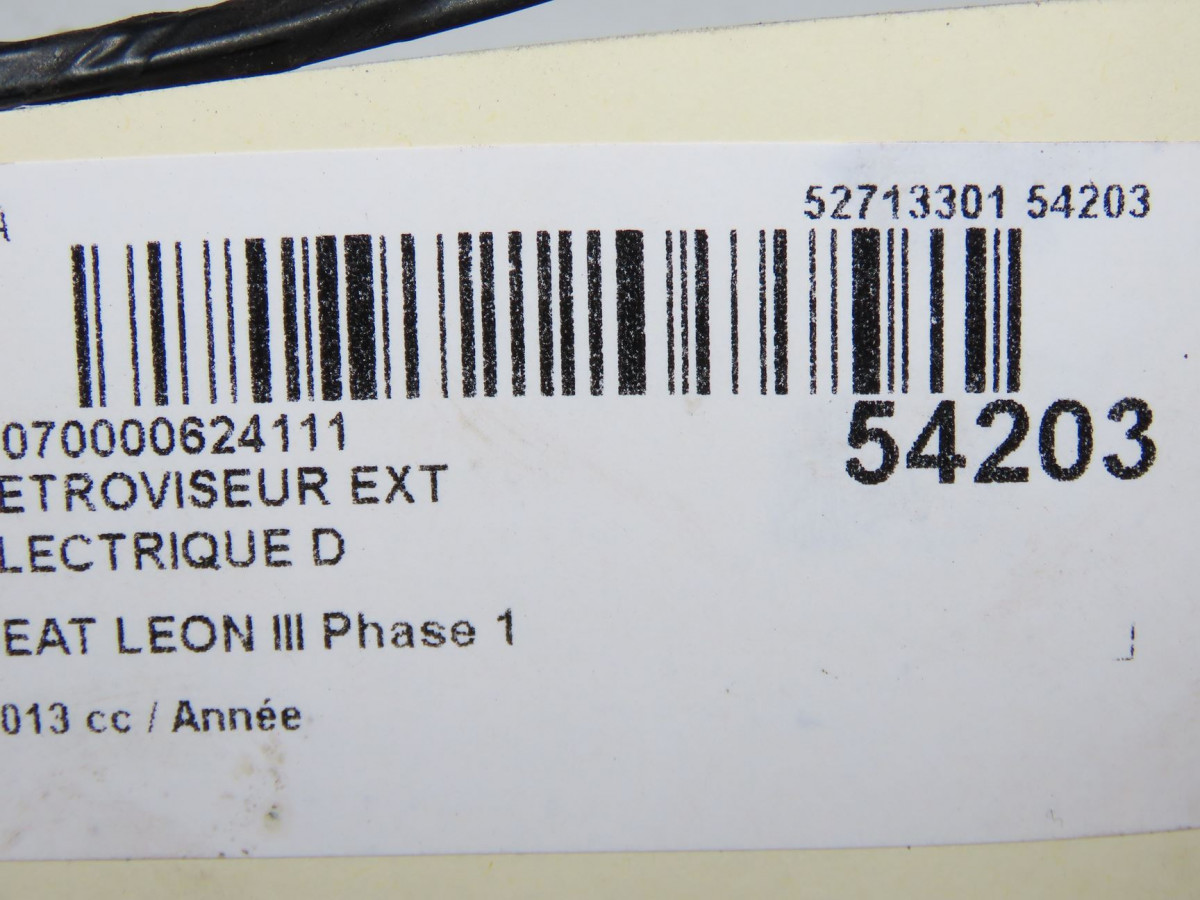 A
52713301 54203
070000624111
54203
ETROVISEUR EXT
LECTRIQUE D
EAT LEON III Phase 1
013 cc / Année